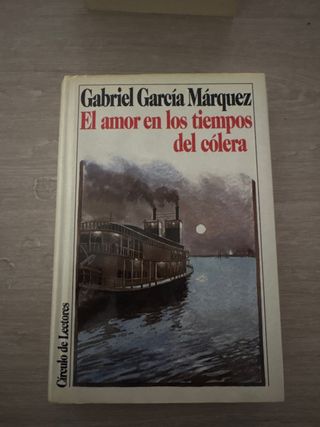 Gabriel García Márquez
El amor en los tiempos
del cólera
Círculo de Lectores